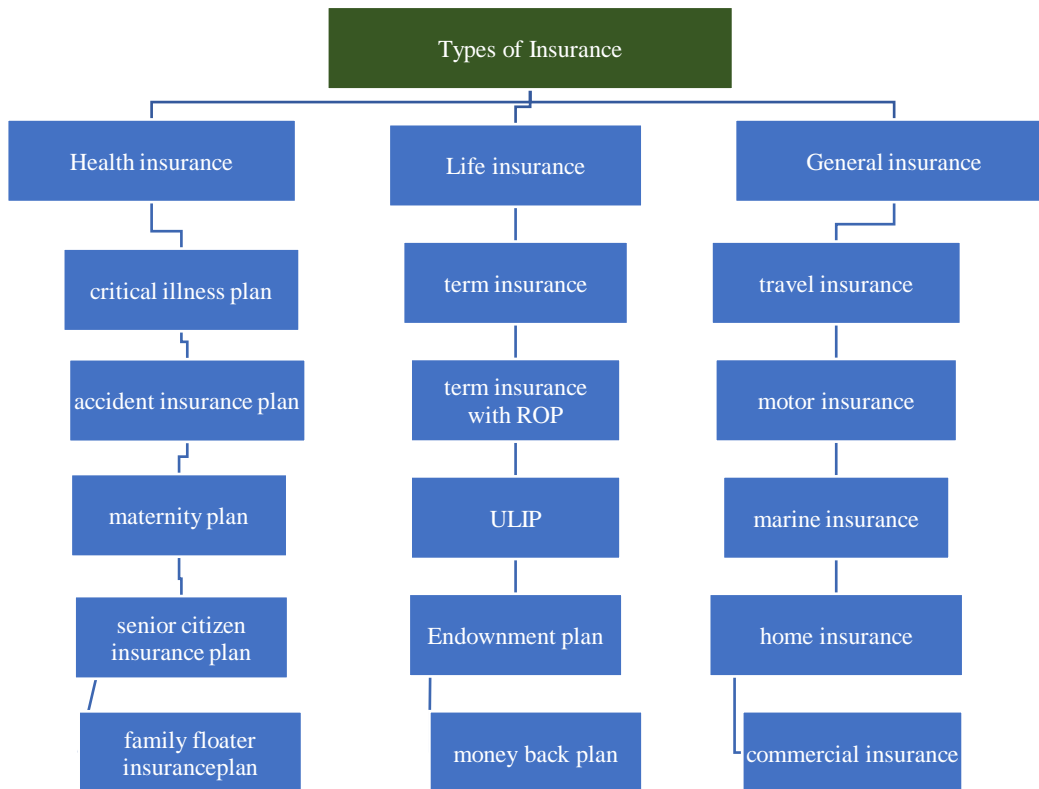 Types of Insurance
Health insurance
Life insurance
General insurance
critical illness plan
term insurance
travel insurance
accident insurance plan
term insurance
with ROP
motor insurance
maternity plan
ULIP
marine insurance
senior citizen
insurance plan
Endownment plan
home insurance
family floater
insuranceplan
money back plan
commercial insurance